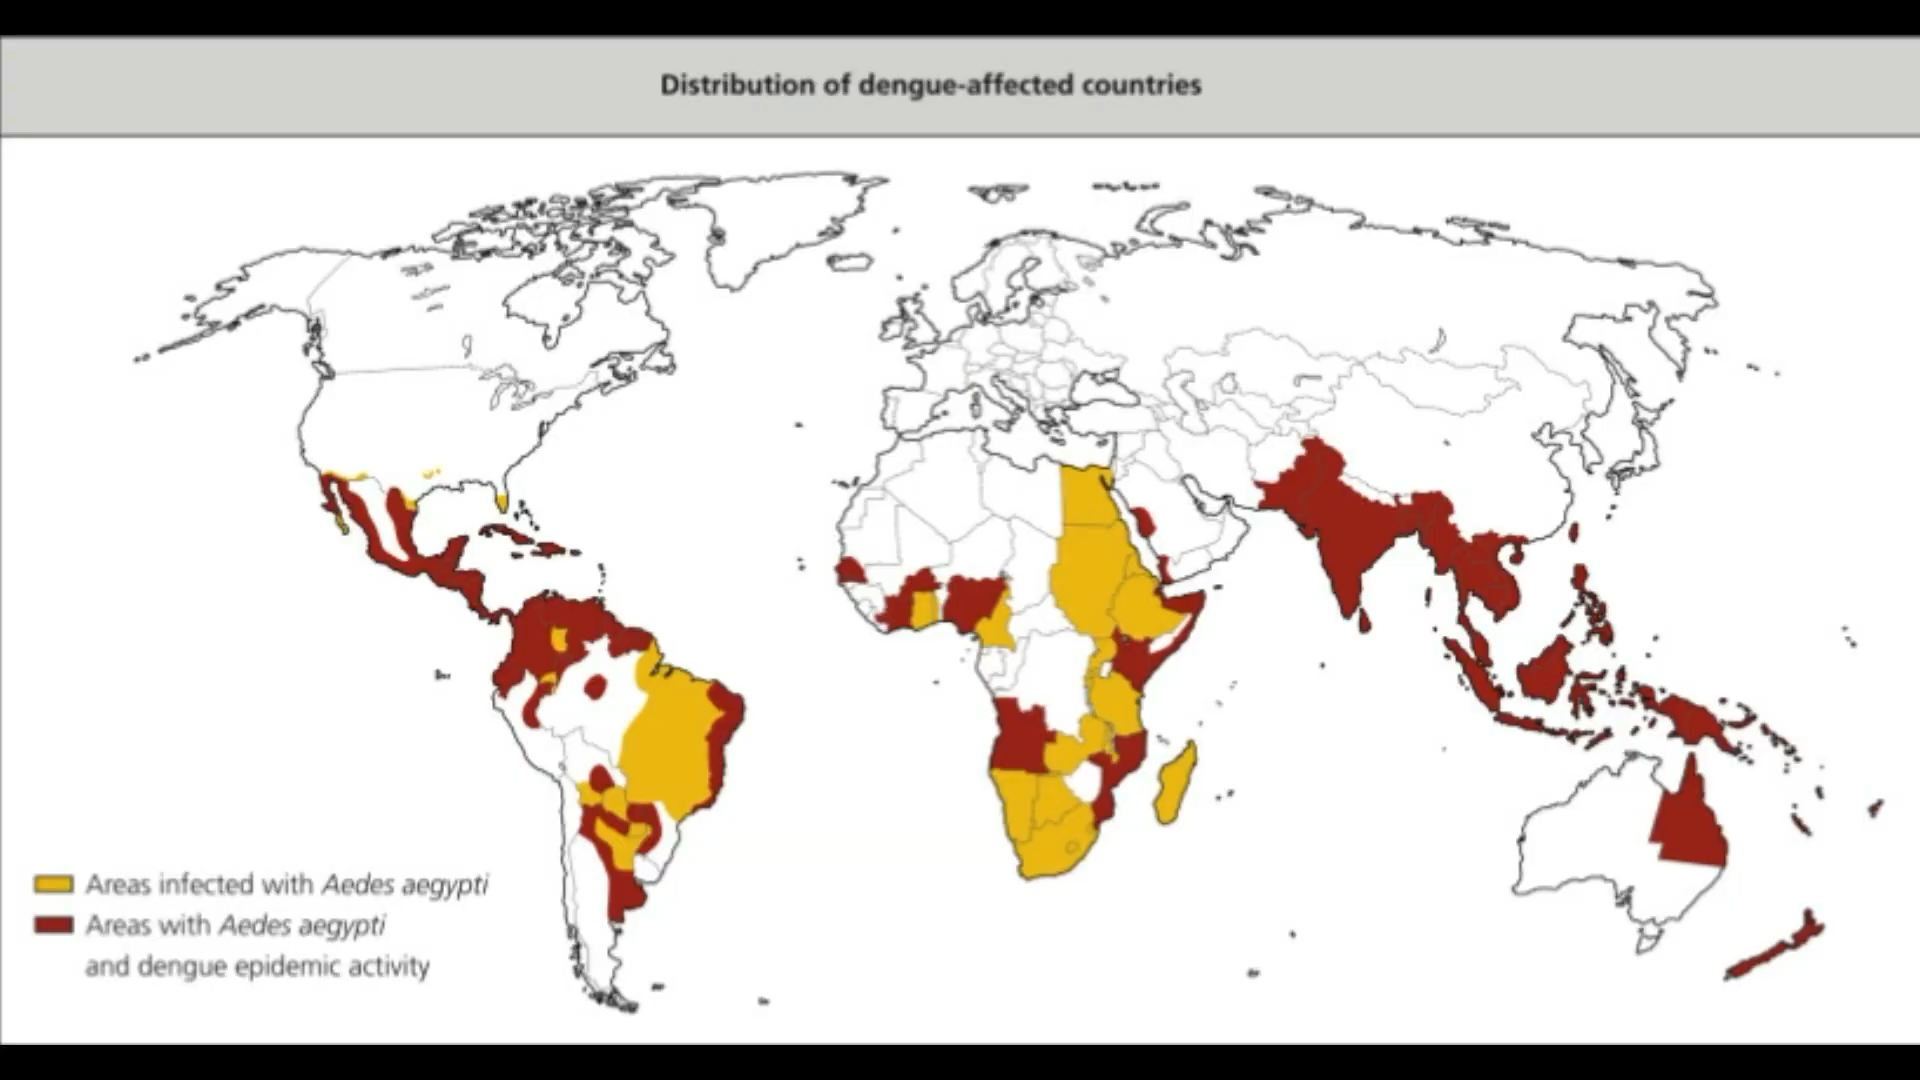 Distribution of dengue-affected countries
Areas infected with Aedes aegypti
Areas with Aedes aegypti
and dengue epidemic activity